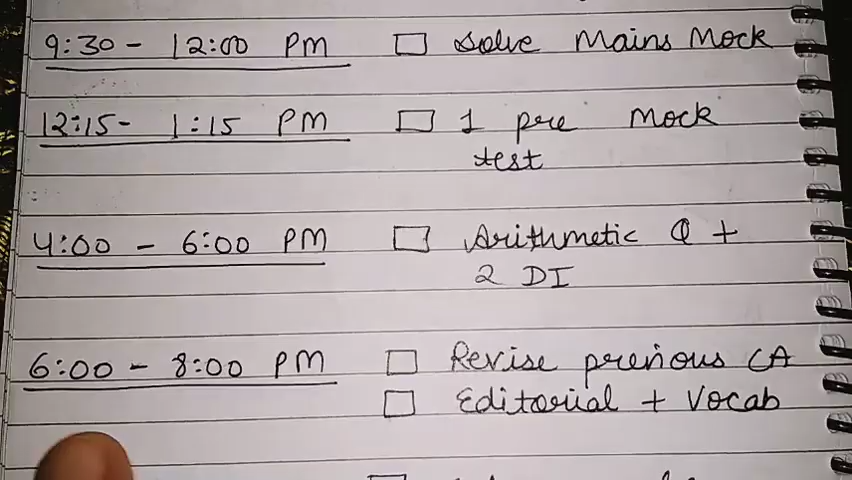 9:30 - 12:00 PM □ Solve Mains Mock
12:15 - 1:15 PM □ 1 pre Mock
test
4:00 - 6:00 PM □ Arithmetic Q +
2 DI
6:00 - 8:00 PM □ Revise previous CA
□ Editorial + Vocab